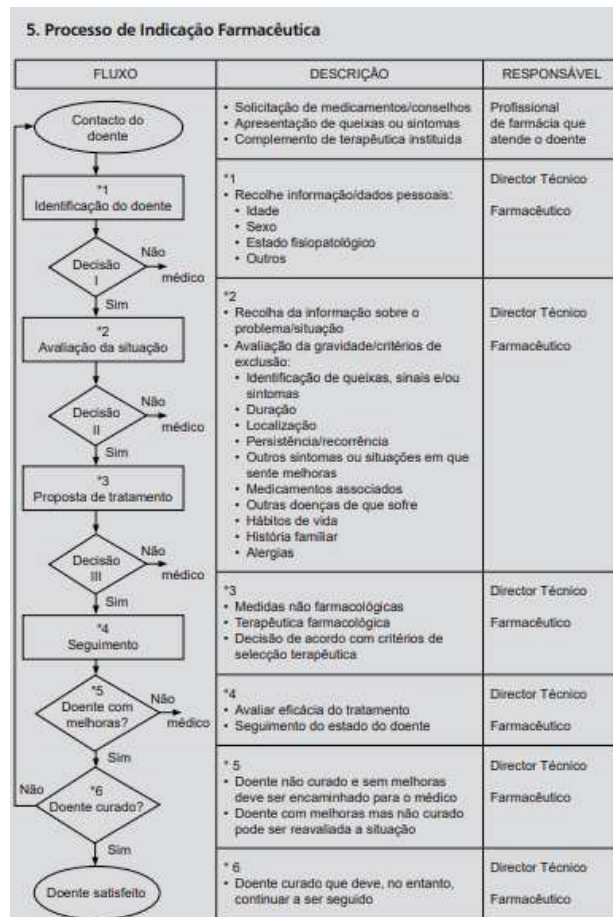 5. Processo de Indicação Farmacêutica
FLUXO
DESCRIÇÃO
RESPONSÁVEL
Contacto do
doente
• Solicitação de medicamentos/conselhos
• Apresentação de queixas ou sintomas
• Complemento de terapêutica instituida
Profissional
de farmácia que
atende o doente
*1
Identificação do doente
*1
• Recolhe informação/dados pessoais:
• Idade
• Sexo
• Estado fisiopatológico
• Outros
Director Técnico
Farmacêutico
Decisão
I
Não
médico
Sim
*2
Avaliação da situação
*2
• Recolha da informação sobre o
problema/situação
• Avaliação da gravidade/critérios de
exclusão:
• Identificação de queixas, sinais e/ou
sintomas
• Duração
• Localização
• Persistência/recorrência
• Outros sintomas ou situações em que
sente melhoras
• Medicamentos associados
• Outras doenças de que sofre
• Hábitos de vida
• História familiar
• Alergias
Director Técnico
Farmacêutico
Decisão
II
Não
médico
Sim
*3
Proposta de tratamento
Decisão
III
Não
médico
Sim
*3
• Medidas não farmacológicas
• Terapêutica farmacológica
• Decisão de acordo com critérios de
selecção terapêutica
Director Técnico
Farmacêutico
*4
Seguimento
*4
• Avaliar eficácia do tratamento
• Seguimento do estado do doente
Director Técnico
Farmacêutico
*5
Doente com
melhoras?
Não
médico
Sim
* 5
• Doente não curado e sem melhoras
deve ser encaminhado para o médico
• Doente com melhoras mas não curado
pode ser reavaliada a situação
Director Técnico
Farmacêutico
*6
Doente curado?
Não
Sim
Doente satisfeito
* 6
• Doente curado que deve, no entanto,
continuar a ser seguido
Director Técnico
Farmacêutico